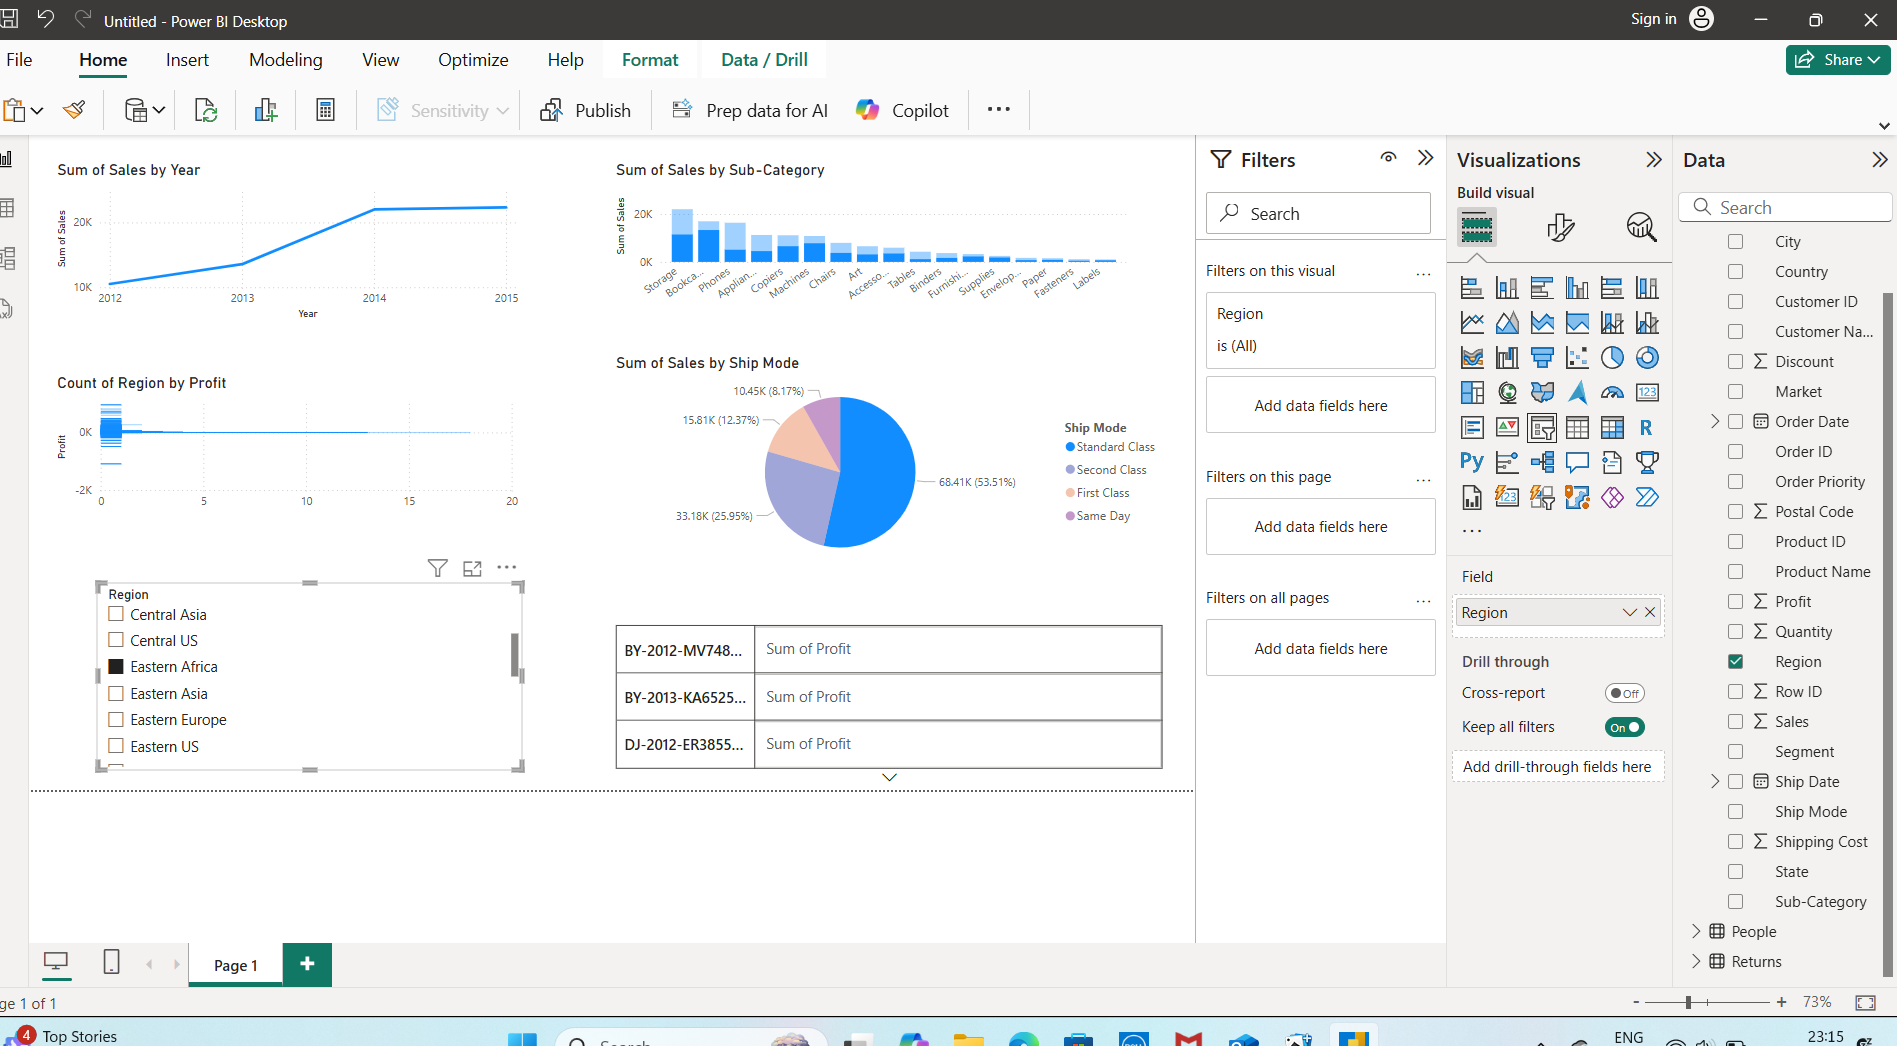 Untitled - Power BI Desktop
Sign in
File
Home
Insert
Modeling
View
Optimize
Help
Format
Data / Drill
Share
Sensitivity
Publish
Prep data for AI
Copilot
Sum of Sales by Year
Sum of Sales
20K
10K
2012
2013
2014
2015
Year
Sum of Sales by Sub-Category
Sum of Sales
20K
0K
Storage
Bookca...
Phones
Applian...
Copiers
Machines
Chairs
Art
Accesso...
Tables
Binders
Furnishi...
Supplies
Envelop...
Paper
Fasteners
Labels
Count of Region by Profit
Profit
0K
-2K
0
5
10
15
20
Sum of Sales by Ship Mode
10.45K (8.17%)
15.81K (12.37%)
33.18K (25.95%)
68.41K (53.51%)
Ship Mode
Standard Class
Second Class
First Class
Same Day
Region
Central Asia
Central US
Eastern Africa
Eastern Asia
Eastern Europe
Eastern US
BY-2012-MV748...
Sum of Profit
BY-2013-KA6525...
Sum of Profit
DJ-2012-ER3855...
Sum of Profit
Filters
Search
Filters on this visual
...
Region
is (All)
Add data fields here
Filters on this page
...
Add data fields here
Filters on all pages
...
Add data fields here
Visualizations
Build visual
123
R
Py
123
...
Field
Region
Drill through
Cross-report
Off
Keep all filters
On
Add drill-through fields here
Data
Search
City
Country
Customer ID
Customer Na...
Discount
Market
Order Date
Order ID
Order Priority
Postal Code
Product ID
Product Name
Profit
Quantity
Region
Row ID
Sales
Segment
Ship Date
Ship Mode
Shipping Cost
State
Sub-Category
People
Returns
Page 1
ge 1 of 1
- + 73%
4
Top Stories
Search
ENG
23:15